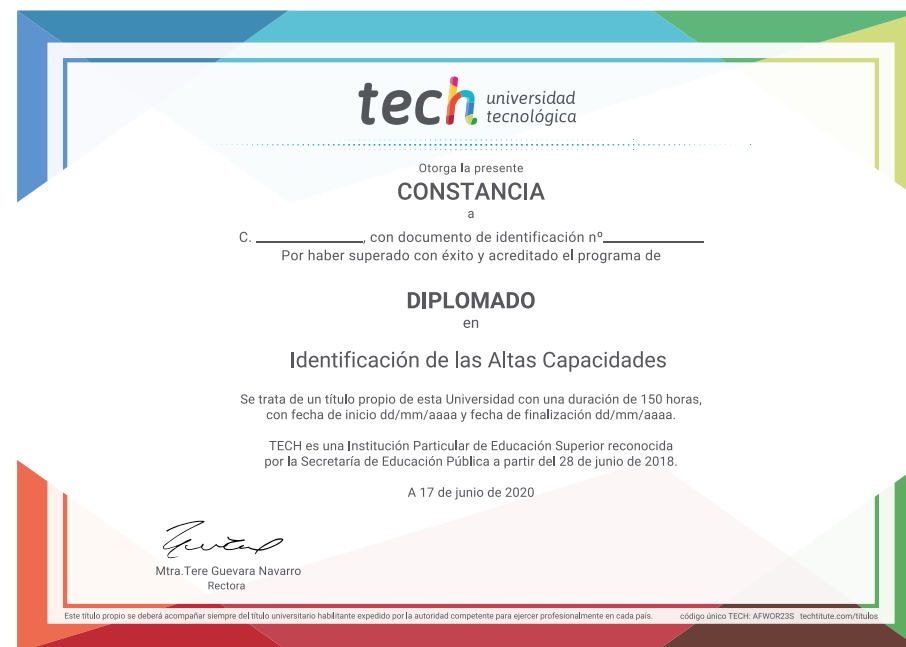 tech universidad
tecnológica
Otorga la presente
CONSTANCIA
a
C. ______________, con documento de identificación nº______________
Por haber superado con éxito y acreditado el programa de
DIPLOMADO
en
Identificación de las Altas Capacidades
Se trata de un título propio de esta Universidad con una duración de 150 horas,
con fecha de inicio dd/mm/aaaa y fecha de finalización dd/mm/aaaa.
TECH es una Institución Particular de Educación Superior reconocida
por la Secretaría de Educación Pública a partir del 28 de junio de 2018.
A 17 de junio de 2020
Mtra.Tere Guevara Navarro
Rectora
Este título propio se deberá acompañar siempre del título universitario habilitante expedido por la autoridad competente para ejercer profesionalmente en cada país. código único TECH: AFWOR23S techtitute.com/titulos